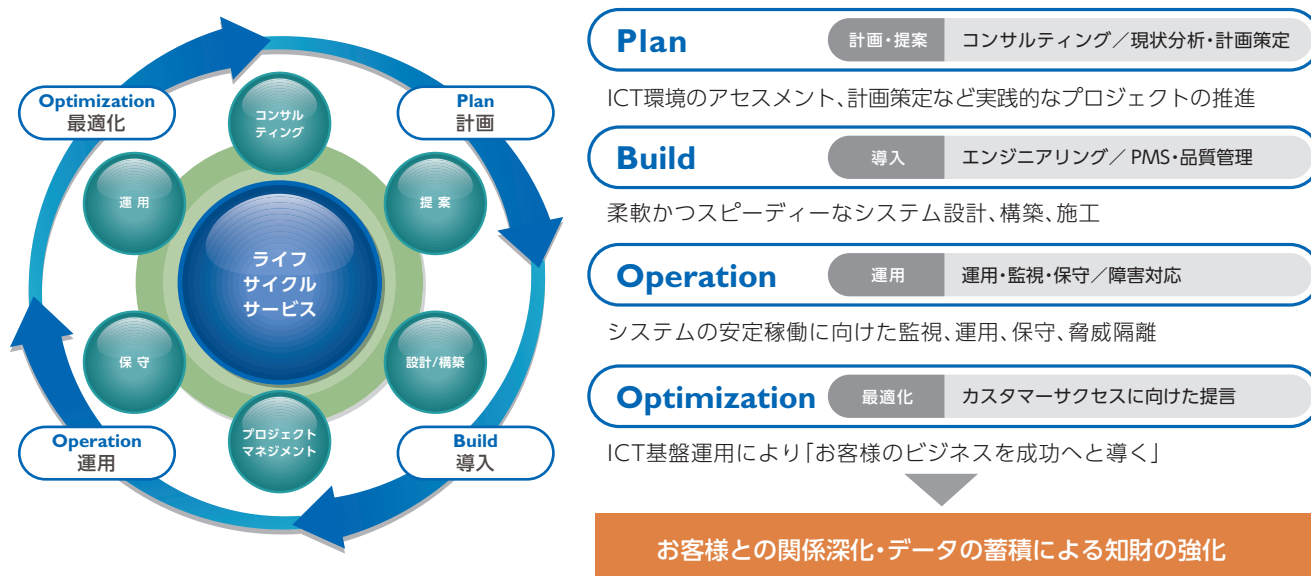 Optimization
最適化
Plan
計画
コンサル
ティング
運用
提案
ライフ
サイクル
サービス
保守
設計/構築
プロジェクト
マネジメント
Operation
運用
Build
導入
Plan 計画・提案 コンサルティング／現状分析・計画策定
ICT環境のアセスメント、計画策定など実践的なプロジェクトの推進
Build 導入 エンジニアリング／PMS・品質管理
柔軟かつスピーディーなシステム設計、構築、施工
Operation 運用 運用・監視・保守／障害対応
システムの安定稼働に向けた監視、運用、保守、脅威隔離
Optimization 最適化 カスタマーサクセスに向けた提言
ICT基盤運用により「お客様のビジネスを成功へと導く」
お客様との関係深化・データの蓄積による知財の強化